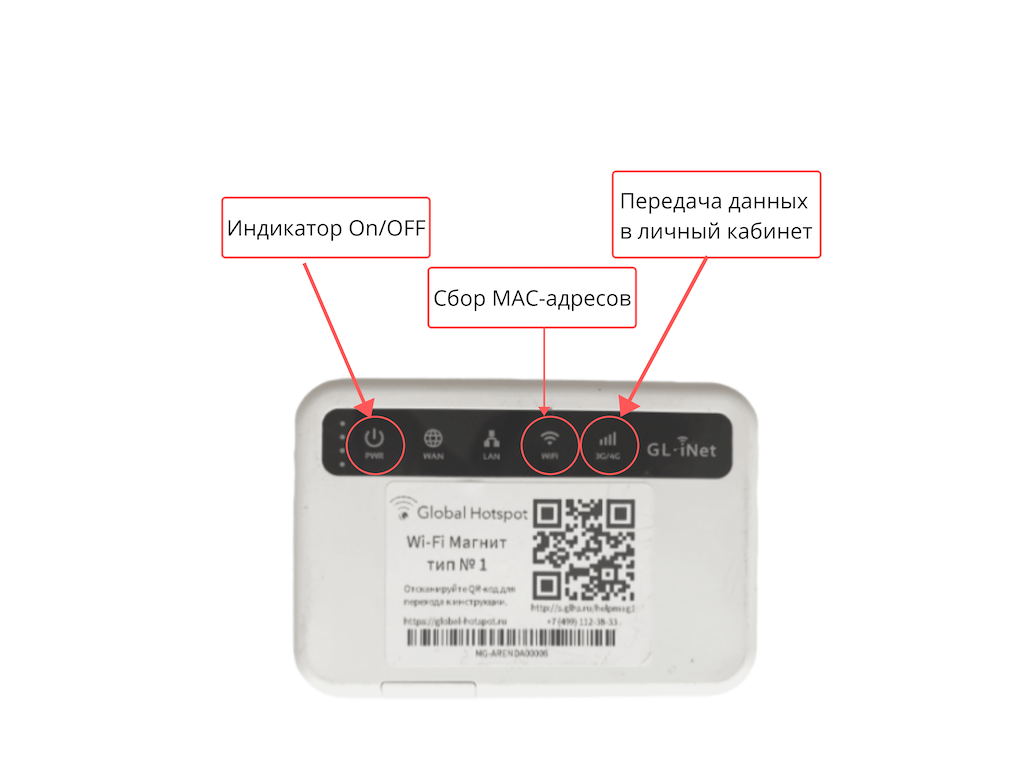 Передача данных
в личный кабинет
Индикатор On/OFF
Сбор MAC-адресов
PWR
WAN
LAN
WiFi
3G/4G
GL·iNet
Global Hotspot
Wi-Fi Магнит
тип № 1
Отсканируйте QR-код для
перехода к инструкции.
https://global-hotspot.ru
+7 (499) 112-38-33
MG-ARENDA00006